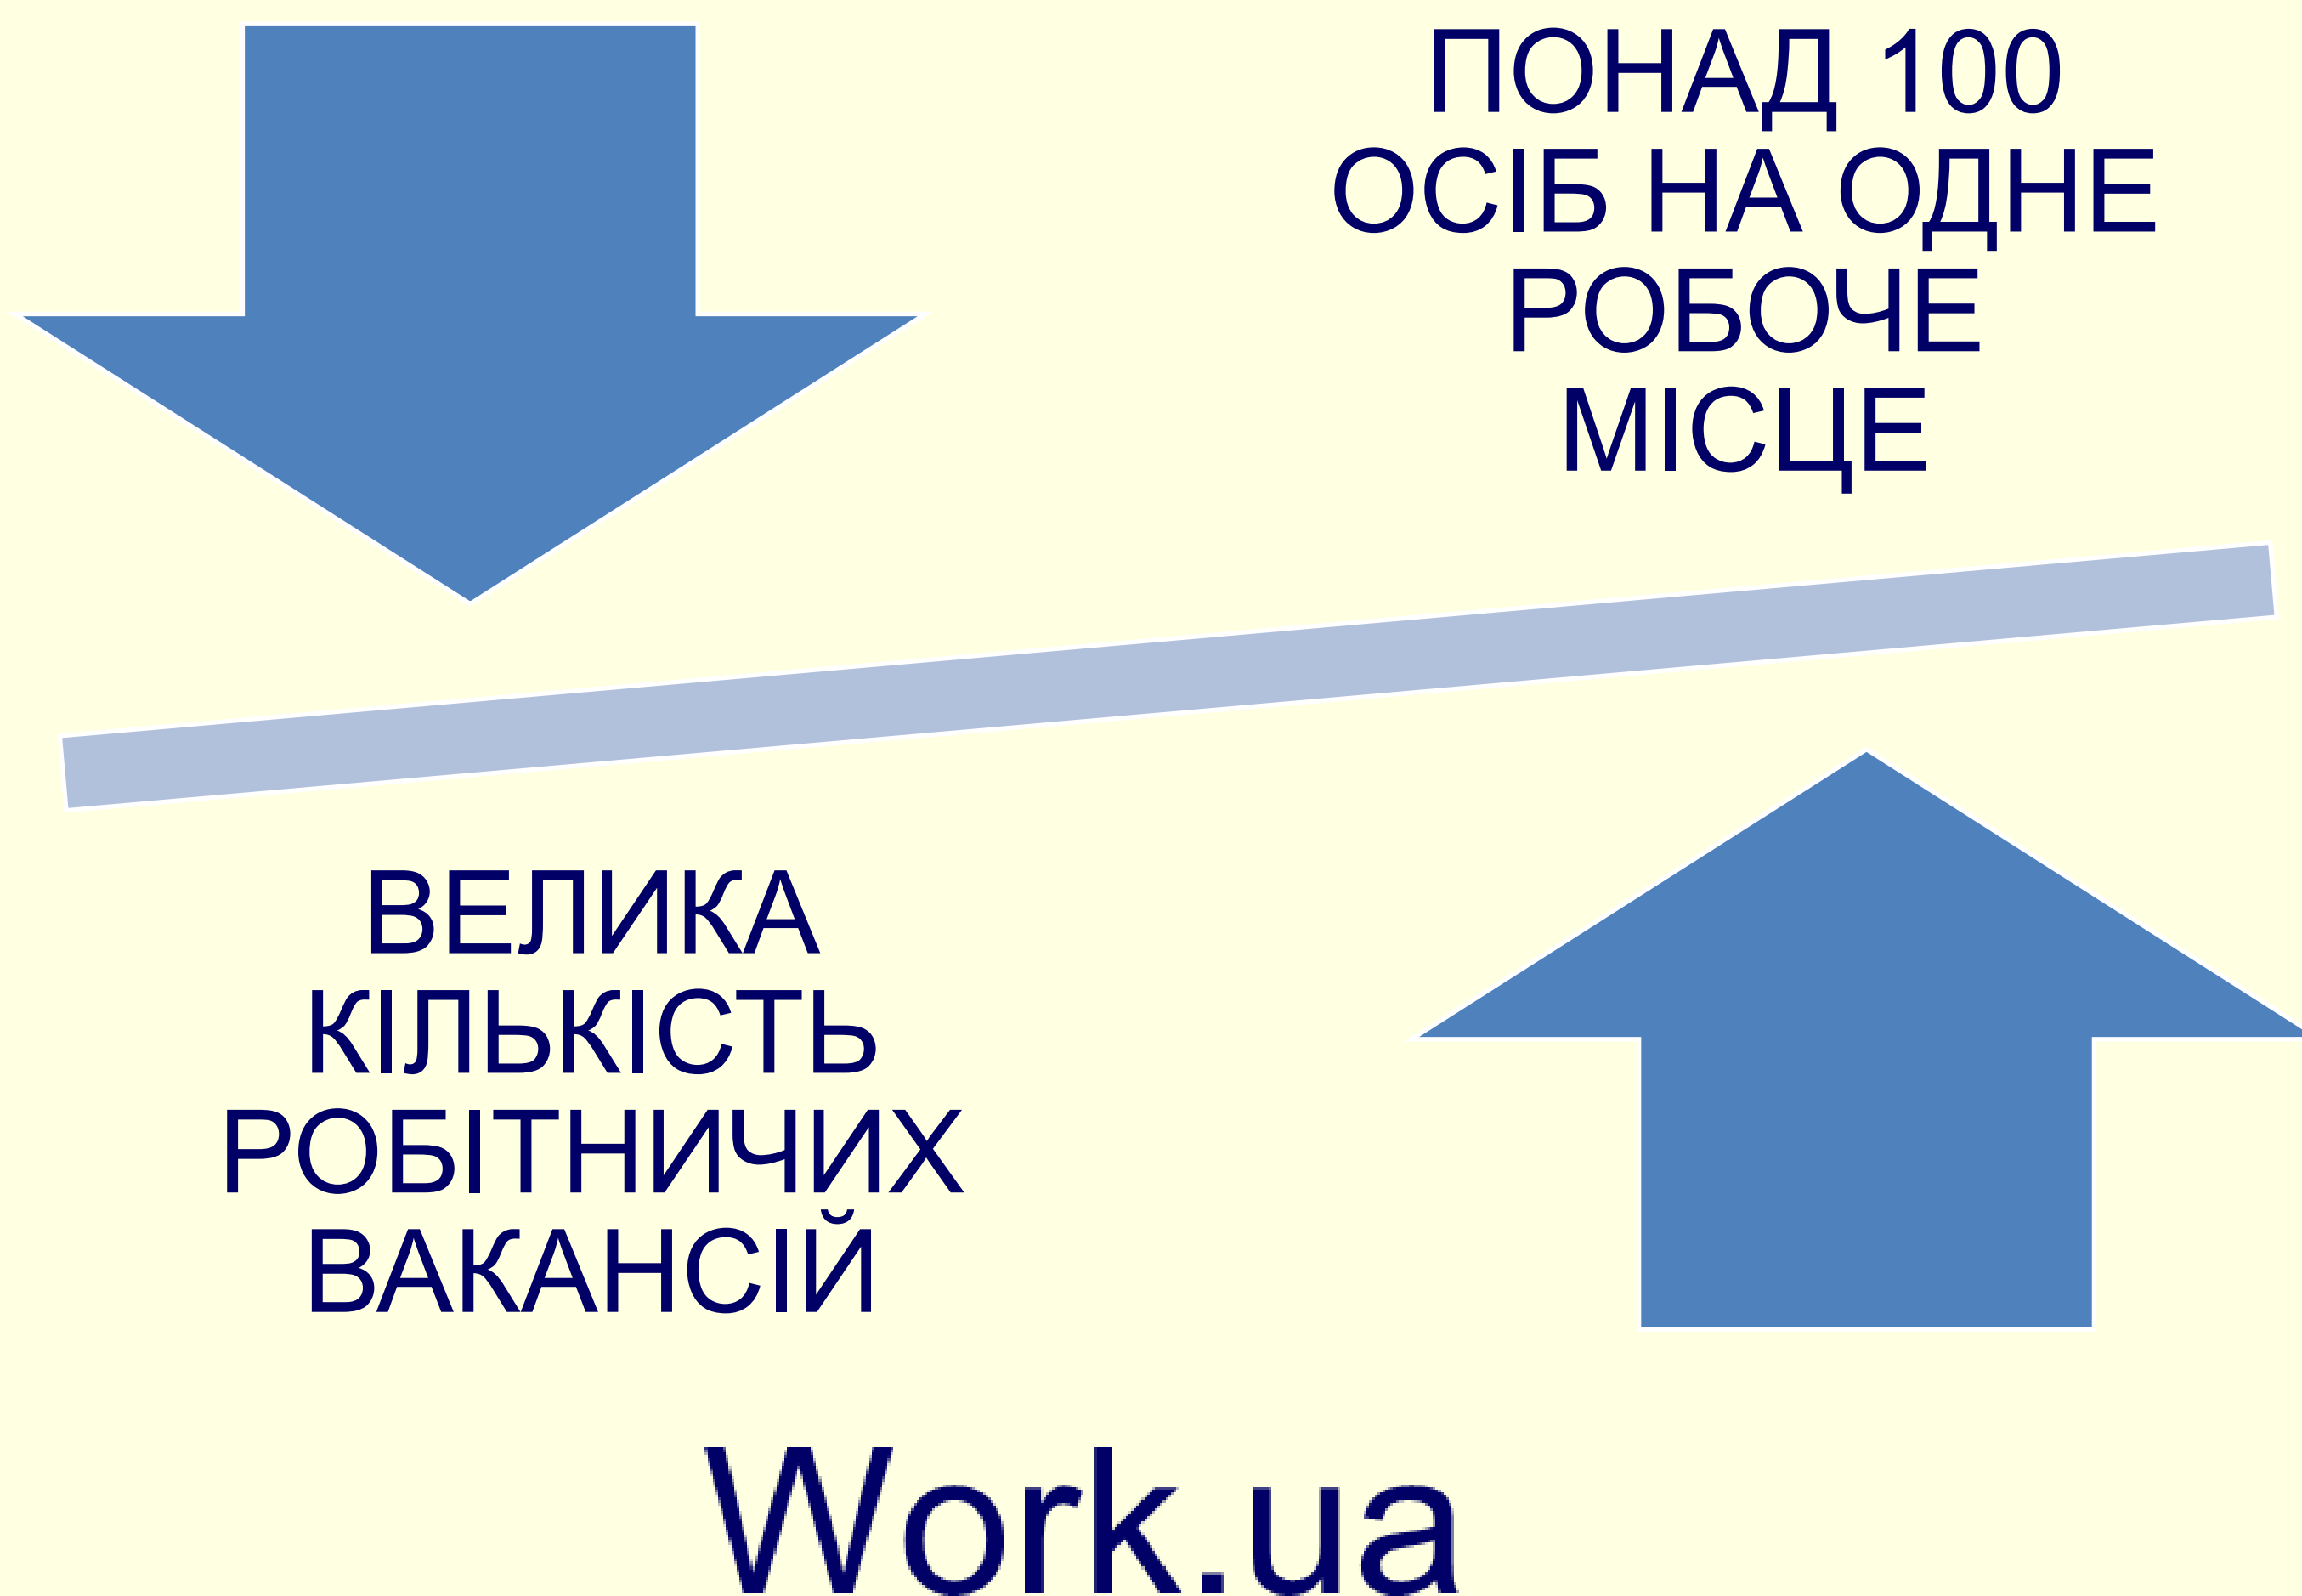 ПОНАД 100
ОСІБ НА ОДНЕ
РОБОЧЕ
МІСЦЕ
ВЕЛИКА
КІЛЬКІСТЬ
РОБІТНИЧИХ
ВАКАНСІЙ
Work.ua